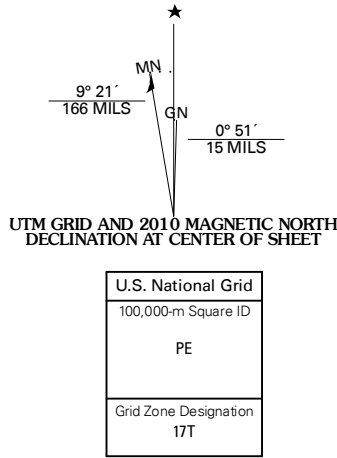 ★
MN
9° 21´
166 MILS
GN
0° 51´
15 MILS
UTM GRID AND 2010 MAGNETIC NORTH
DECLINATION AT CENTER OF SHEET
U.S. National Grid
100,000-m Square ID
PE
Grid Zone Designation
17T